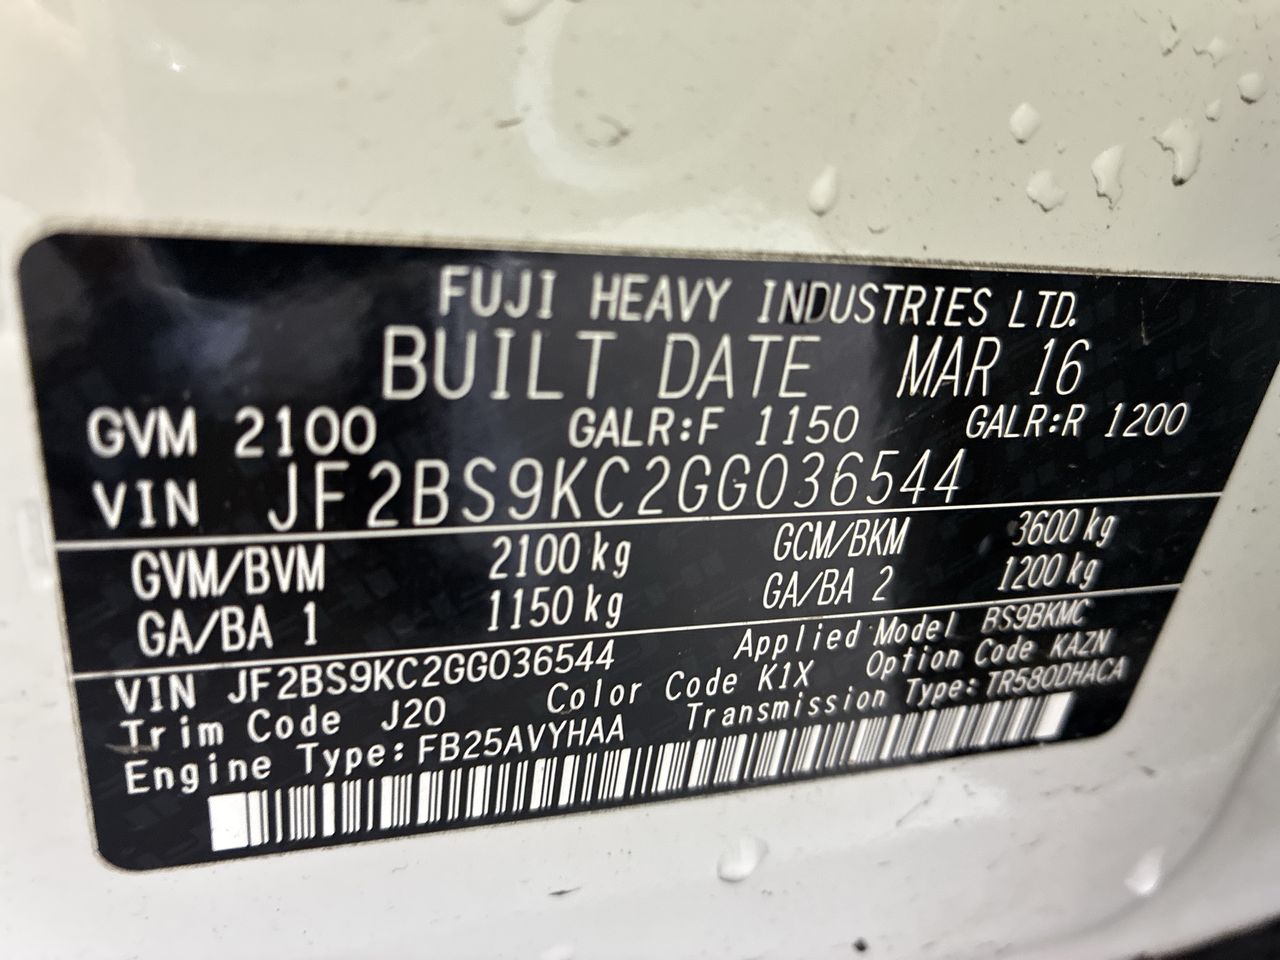 FUJI HEAVY INDUSTRIES LTD.
BUILT DATE MAR 16
GVM 2100 GALR:F 1150 GALR:R 1200
VIN JF2BS9KC2GG036544
GVM/BVM 2100 kg GCM/BKM 3600 kg
GA/BA 1 1150 kg GA/BA 2 1200 kg
VIN JF2BS9KC2GG036544 Applied Model BS9BKMC
Trim Code J20 Color Code K1X Option Code KAZN
Engine Type: FB25AVYHAA Transmission Type: TR580DHACA